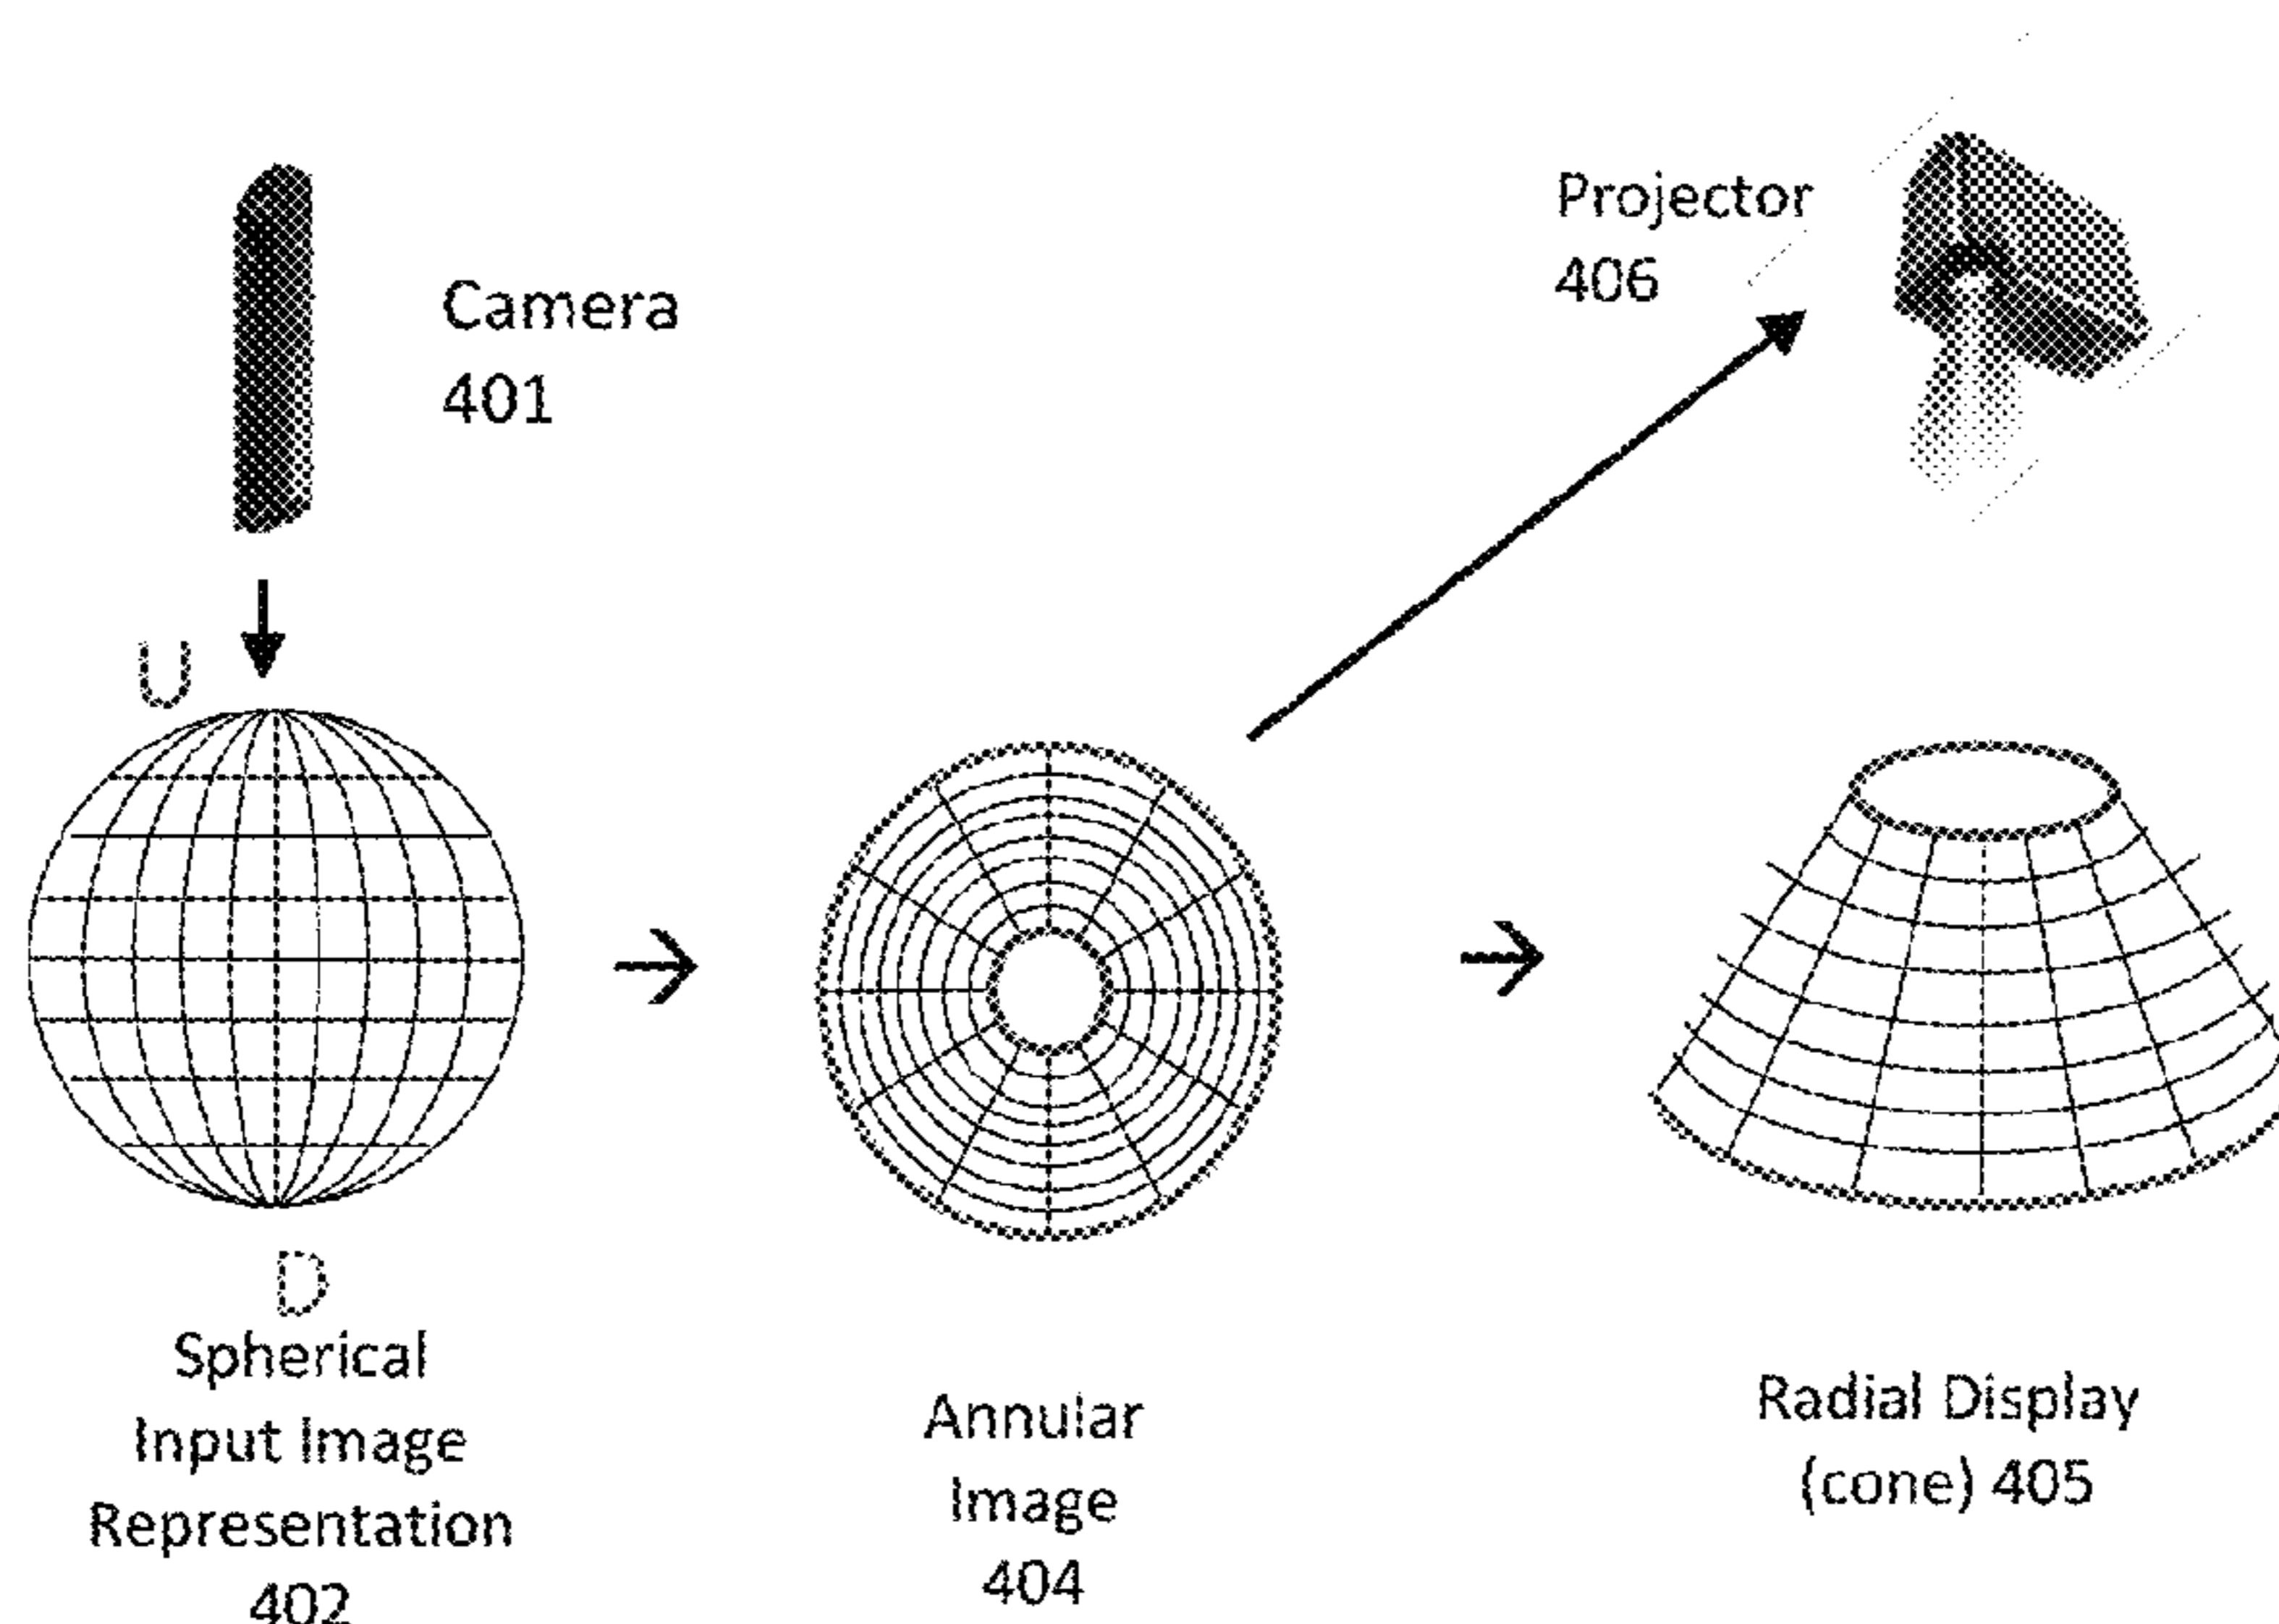 Camera
401
Projector
406
U
D
Spherical
Input Image
Representation
402
Annular
Image
404
Radial Display
(cone) 405